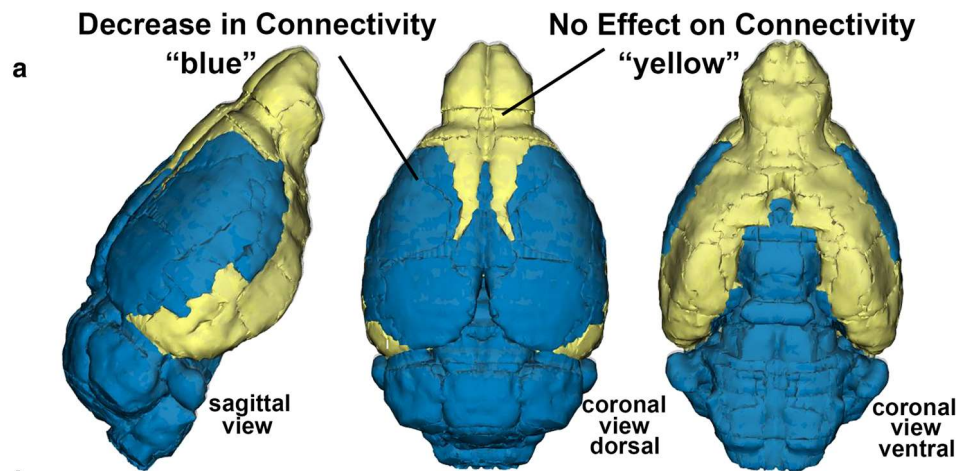 a
Decrease in Connectivity
“blue”
No Effect on Connectivity
“yellow”
sagittal
view
coronal
view
dorsal
coronal
view
ventral